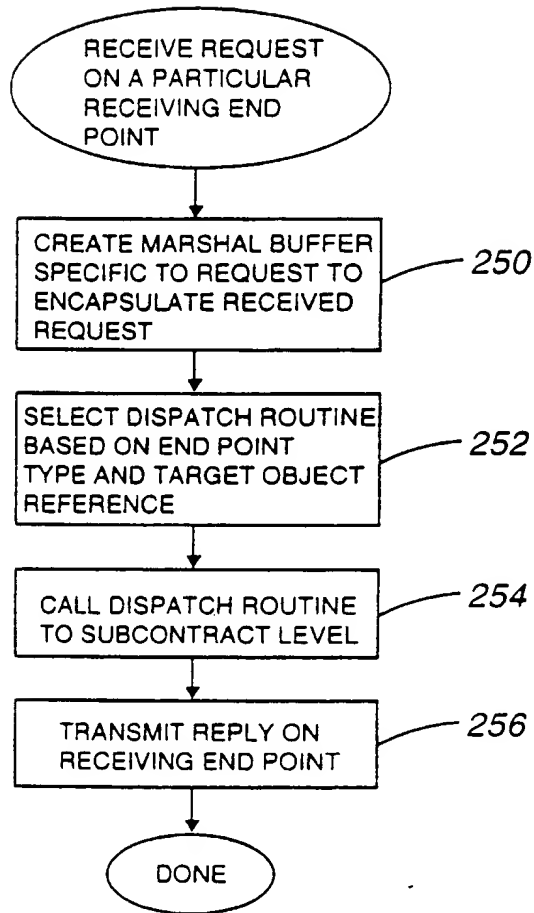 RECEIVE REQUEST
ON A PARTICULAR
RECEIVING END
POINT
CREATE MARSHAL BUFFER
SPECIFIC TO REQUEST TO
ENCAPSULATE RECEIVED
REQUEST
250
SELECT DISPATCH ROUTINE
BASED ON END POINT
TYPE AND TARGET OBJECT
REFERENCE
252
CALL DISPATCH ROUTINE
TO SUBCONTRACT LEVEL
254
TRANSMIT REPLY ON
RECEIVING END POINT
256
DONE